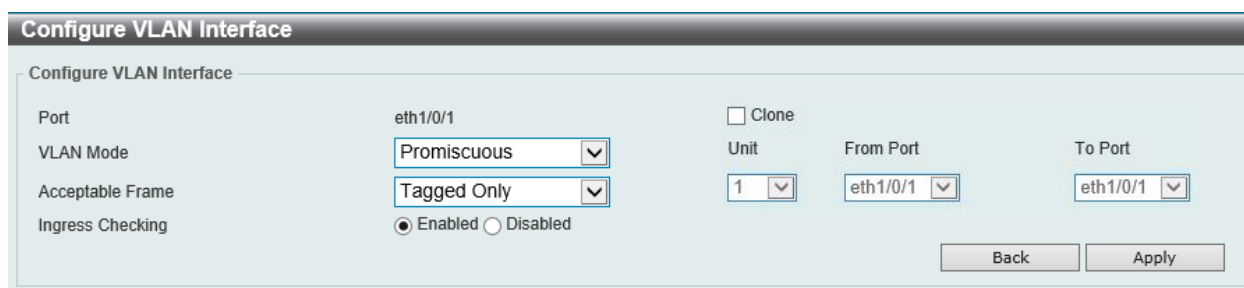 Configure VLAN Interface
Configure VLAN Interface
Port eth1/0/1 Clone
VLAN Mode Promiscuous Unit From Port To Port
Acceptable Frame Tagged Only 1 eth1/0/1 eth1/0/1
Ingress Checking Enabled Disabled
Back Apply